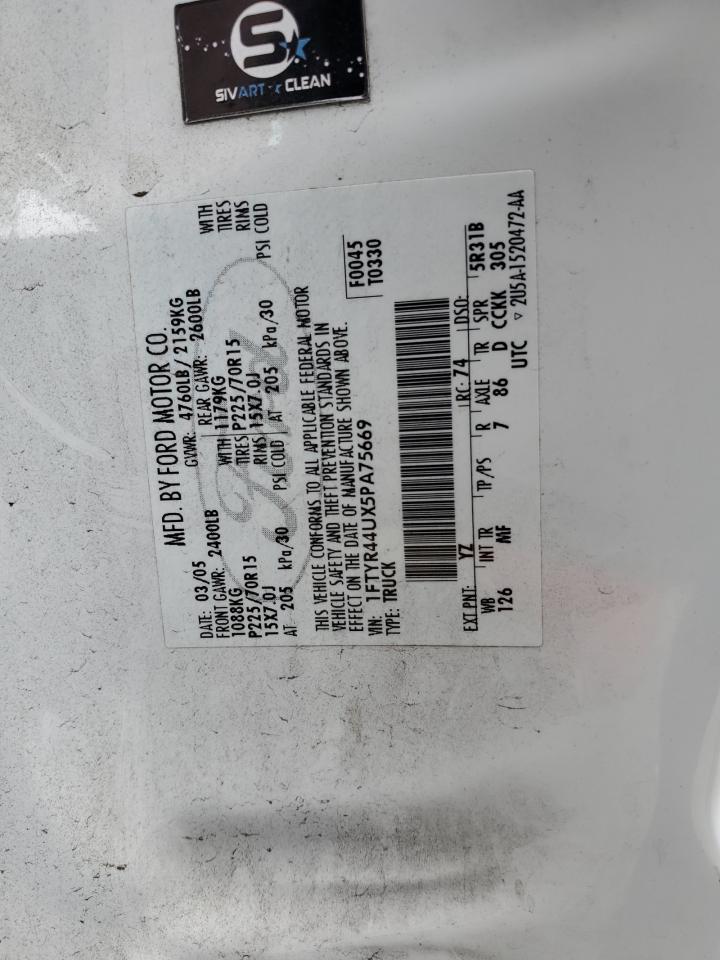 S
SIVART CLEAN
MFD. BY FORD MOTOR CO.
DATE: 03/05 GVWR: 4760LB/ 2159KG
FRONT GAWR: 2400LB REAR GAWR: 2600LB
1088KG WITH 1179KG WITH
P225/70R15 TIRES P225/70R15 TIRES
15X7.0J RIMS 15X7.0J RIMS
AT 205 kPa/30 PSI COLD AT 205 kPa/30 PSI COLD
THIS VEHICLE CONFORMS TO ALL APPLICABLE FEDERAL MOTOR
VEHICLE SAFETY AND THEFT PREVENTION STANDARDS IN
EFFECT ON THE DATE OF MANUFACTURE SHOWN ABOVE.
VIN: 1FTYR44UX5PA75669 F0045
TYPE: TRUCK T0330
EXT PNT: YZ RC: 74 DSO:
WB INT TR TP/PS R AXLE TR SPR 5R31B
126 MF 7 86 D CCKK 305
UTC ▽ 2U5A-1520472-AA
Ford